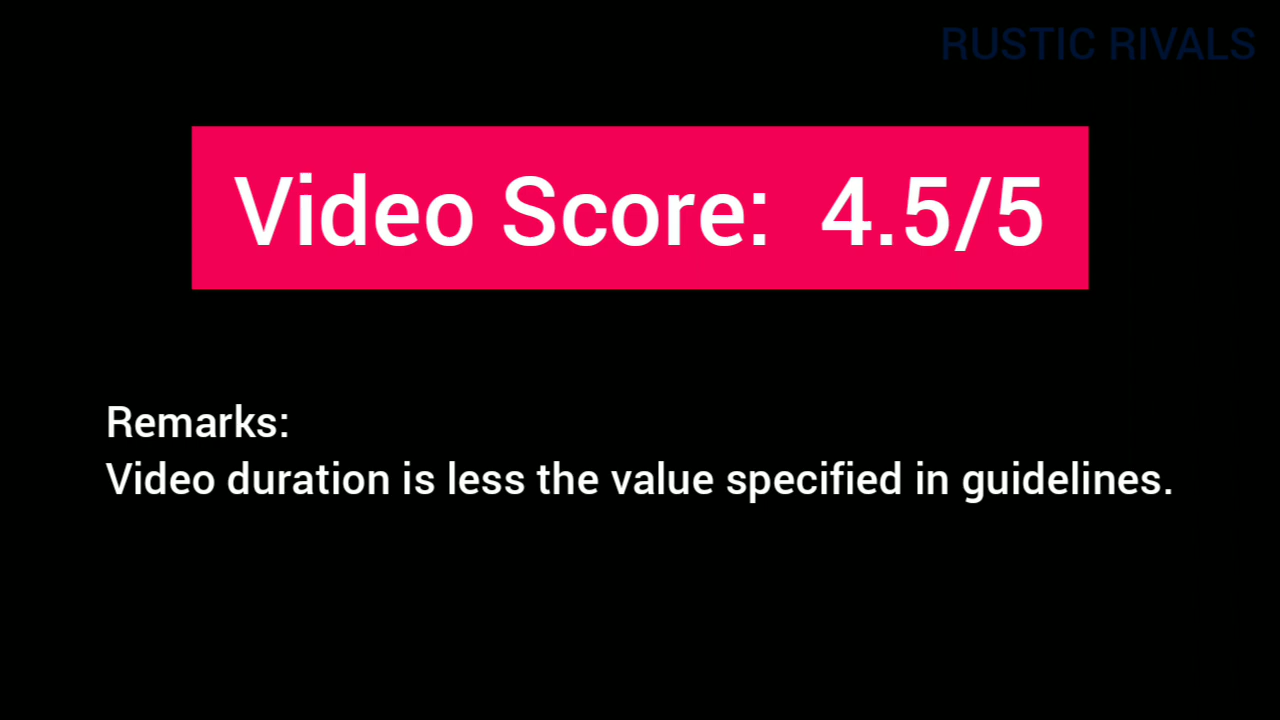 RUSTIC RIVALS
Video Score: 4.5/5
Remarks:
Video duration is less the value specified in guidelines.